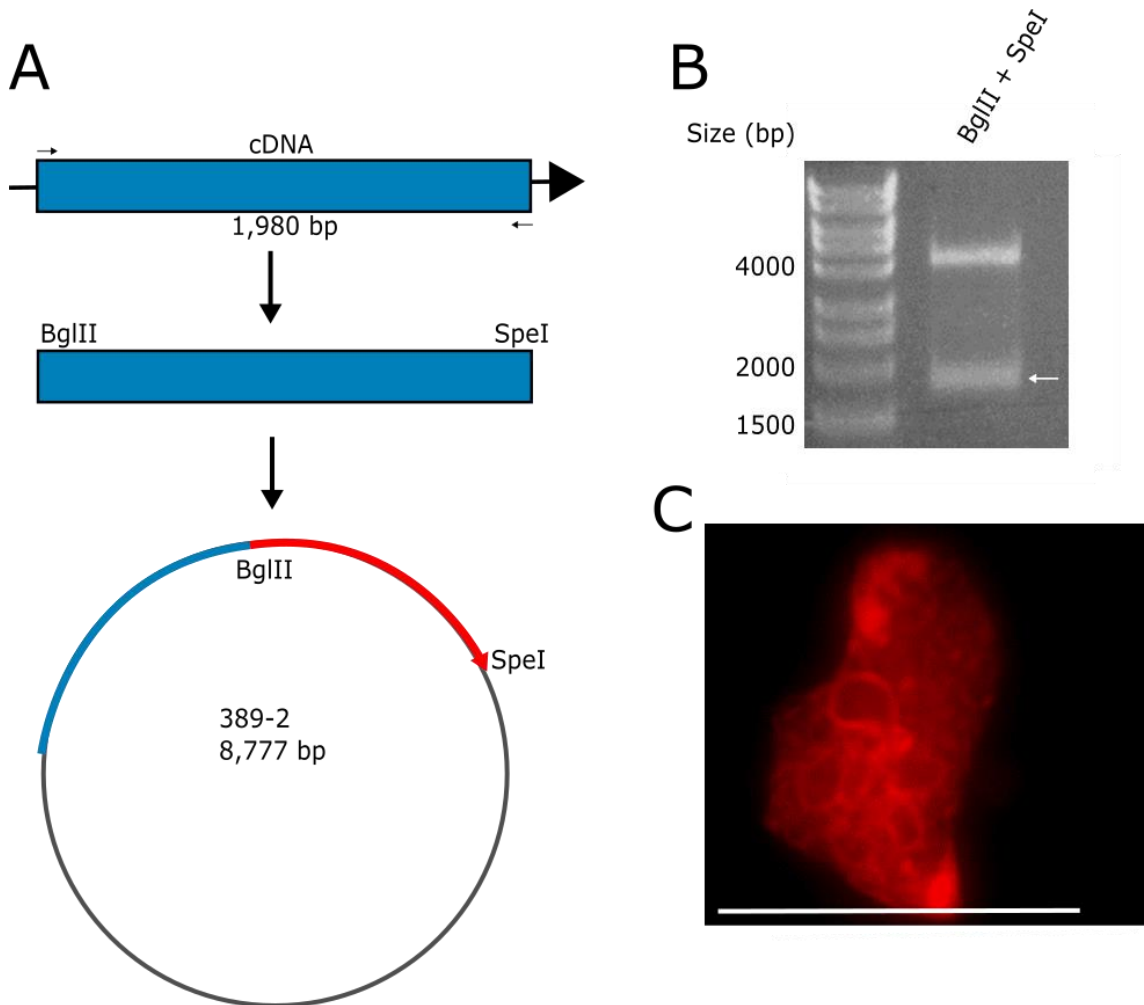 A
cDNA
1,980 bp
BglII
SpeI
BglII
SpeI
389-2
8,777 bp
B
BglII + SpeI
Size (bp)
4000
2000
1500
C